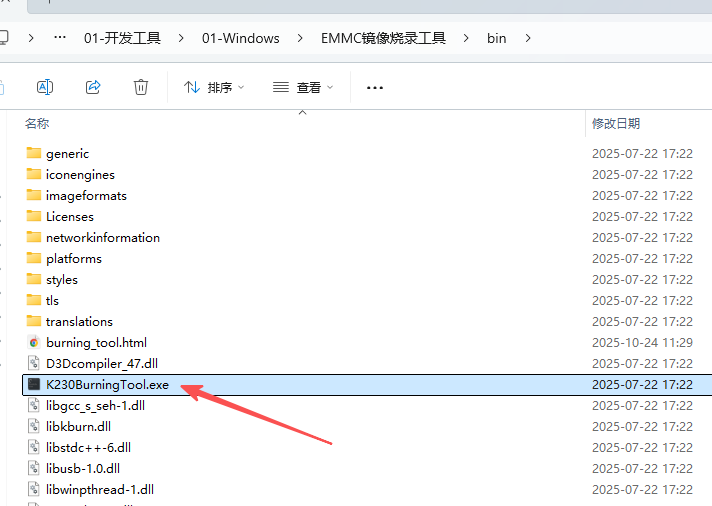 … › 01-开发工具 › 01-Windows › EMMC镜像烧录工具 › bin ›
排序 查看 …
名称 修改日期
generic 2025-07-22 17:22
iconengines 2025-07-22 17:22
imageformats 2025-07-22 17:22
Licenses 2025-07-22 17:22
networkinformation 2025-07-22 17:22
platforms 2025-07-22 17:22
styles 2025-07-22 17:22
tls 2025-07-22 17:22
translations 2025-07-22 17:22
burning_tool.html 2025-10-24 11:29
D3Dcompiler_47.dll 2025-07-22 17:22
K230BurningTool.exe 2025-07-22 17:22
libgcc_s_seh-1.dll 2025-07-22 17:22
libkburn.dll 2025-07-22 17:22
libstdc++-6.dll 2025-07-22 17:22
libusb-1.0.dll 2025-07-22 17:22
libwinpthread-1.dll 2025-07-22 17:22